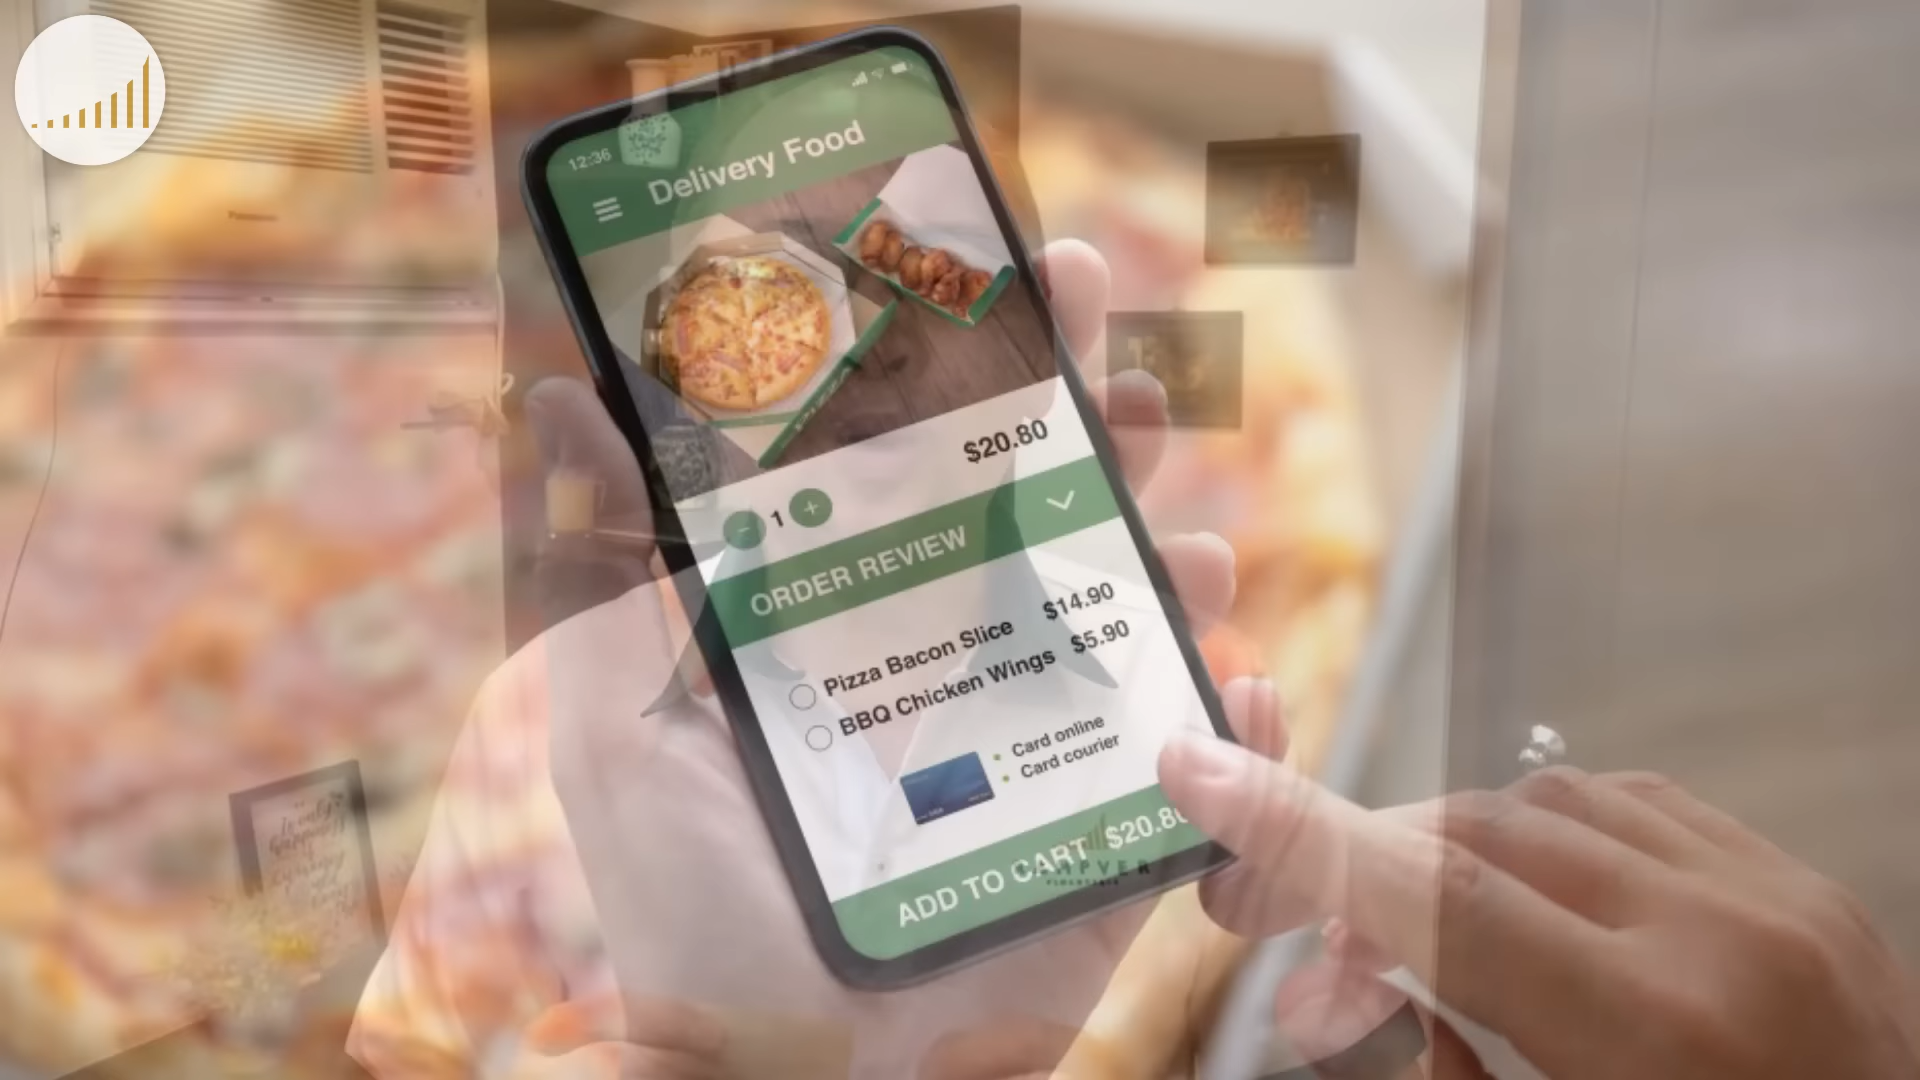 12:36
Delivery Food
$20.80
- 1 +
ORDER REVIEW
Pizza Bacon Slice $14.90
BBQ Chicken Wings $5.90
Card online
Card courier
ADD TO CART $20.80